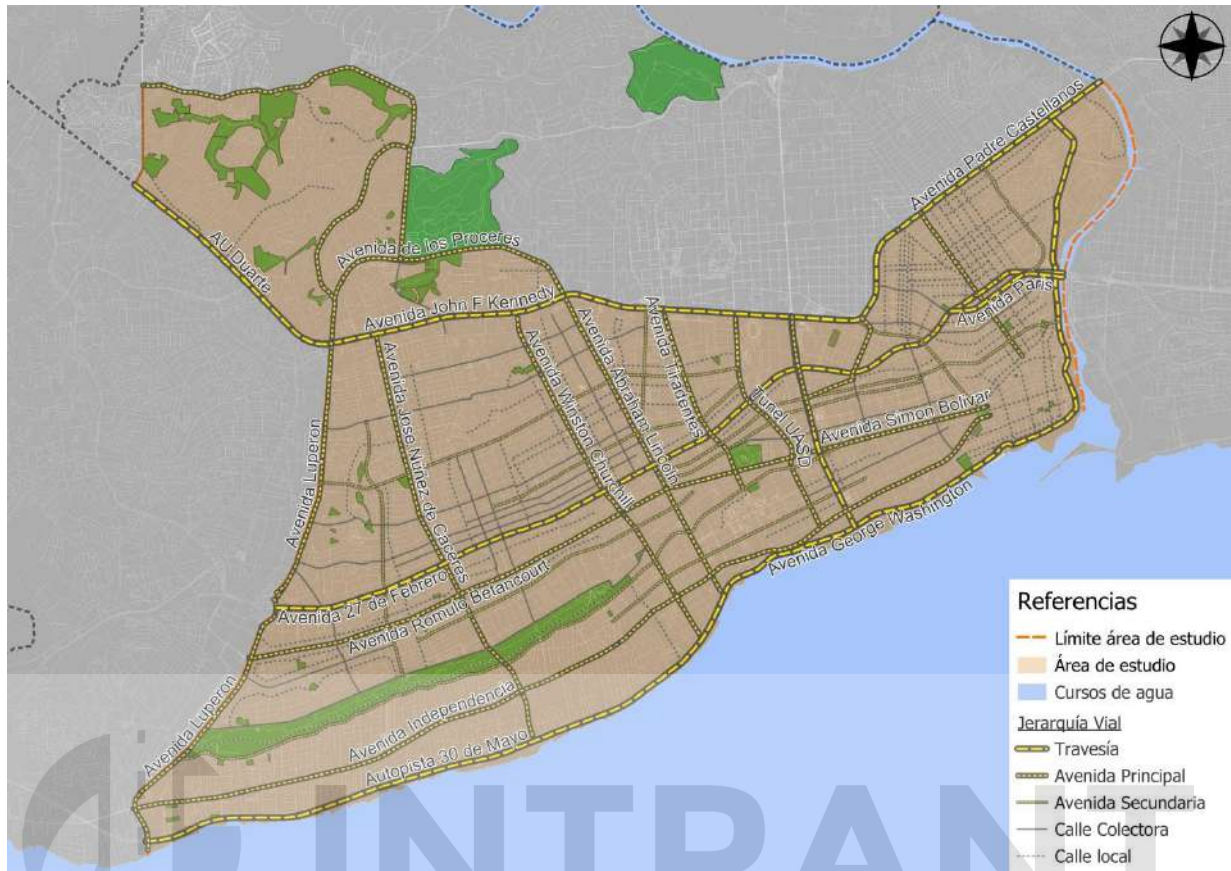 Avenida Padre Castellanos
AU Duarte
Avenida de los Proceres
Avenida John F Kennedy
Avenida Paris
Avenida Tiradentes
Avenida Abraham Lincoln
Avenida Winston Churchill
Avenida Jose Nuñez de Caceres
Tunel UASD
Avenida Simon Bolivar
Avenida Luperon
Avenida George Washington
Avenida 27 de Febrero
Avenida Romulo Betancourt
Avenida Luperon
Avenida Independencia
Autopista 30 de Mayo
Referencias
Límite área de estudio
Área de estudio
Cursos de agua
Jerarquía Vial
Travesía
Avenida Principal
Avenida Secundaria
Calle Colectora
Calle local
INTRANT